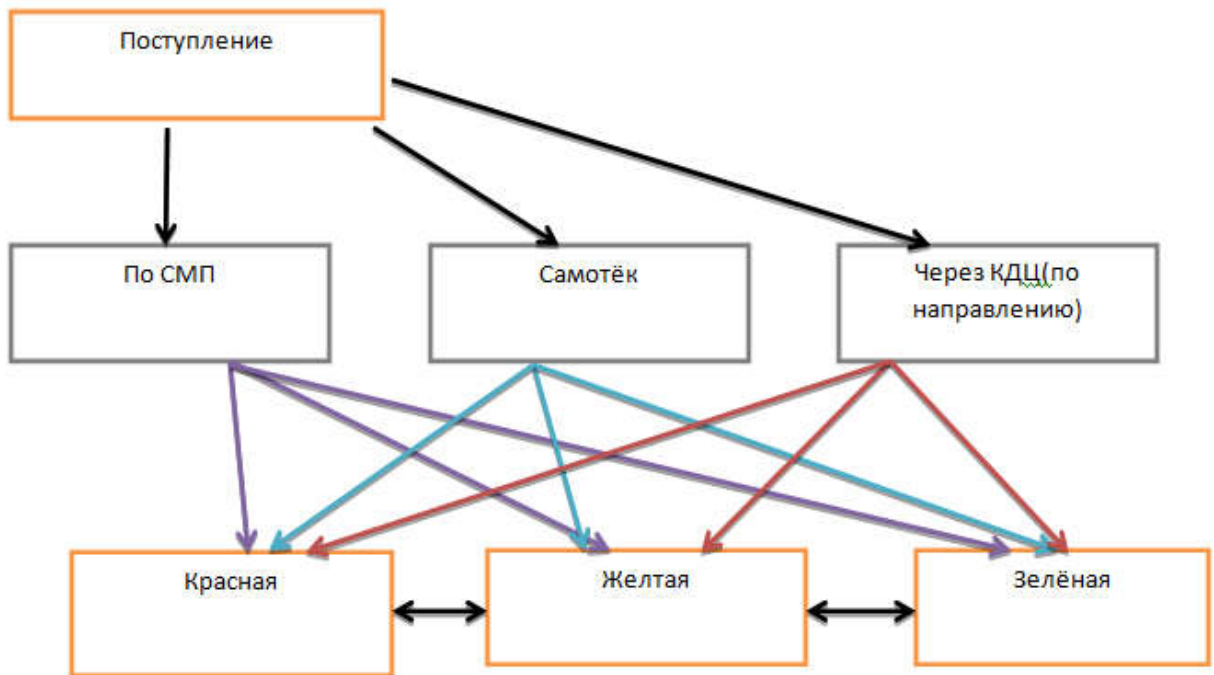 Поступление
По СМП
Самотёк
Через КДЦ(по
направлению)
Красная
Желтая
Зелёная